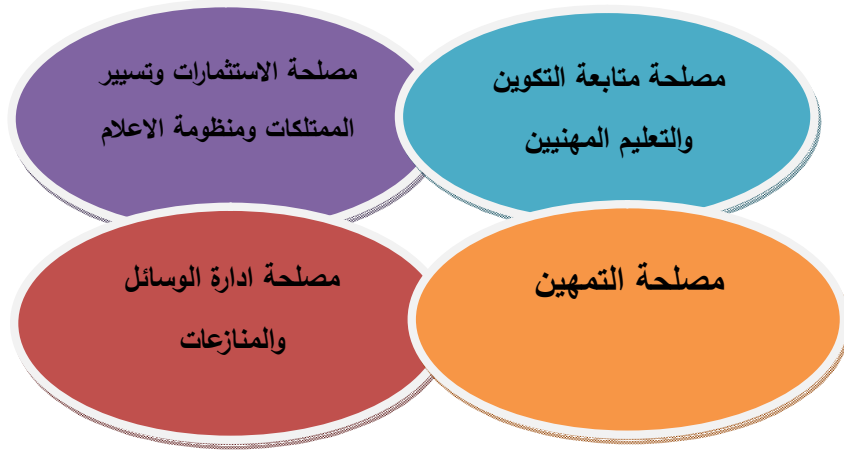 مصلحة متابعة التكوين
والتعليم المهنيين
مصلحة الاستثمارات وتسيير
الممتلكات ومنظومة الاعلام
مصلحة التمهين
مصلحة ادارة الوسائل
والمنازعات